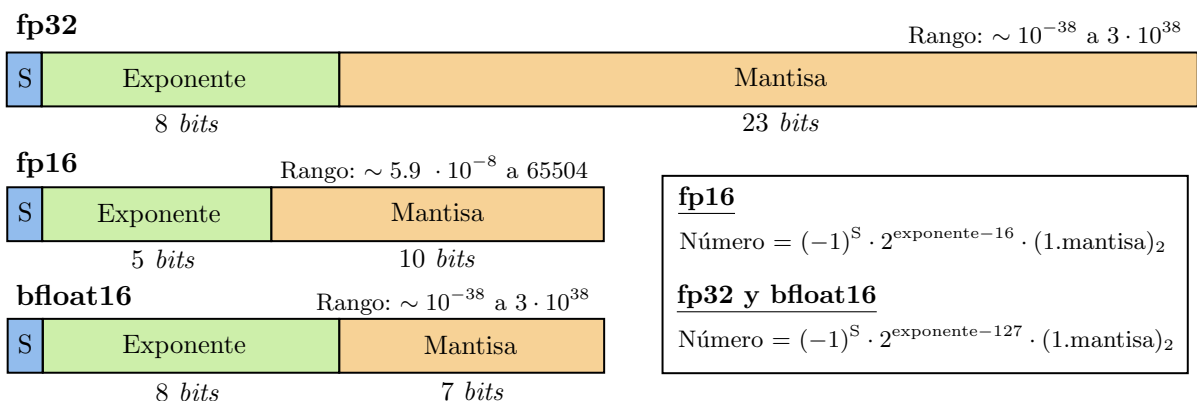 fp32
Rango: ∼ 10^−38 a 3 · 10^38
S Exponente Mantisa
8 bits 23 bits
fp16
Rango: ∼ 5.9 · 10^−8 a 65504
S Exponente Mantisa
5 bits 10 bits
bfloat16
Rango: ∼ 10^−38 a 3 · 10^38
S Exponente Mantisa
8 bits 7 bits
fp16
Número = (−1)^S · 2^exponente−16 · (1.mantisa)_2
fp32 y bfloat16
Número = (−1)^S · 2^exponente−127 · (1.mantisa)_2